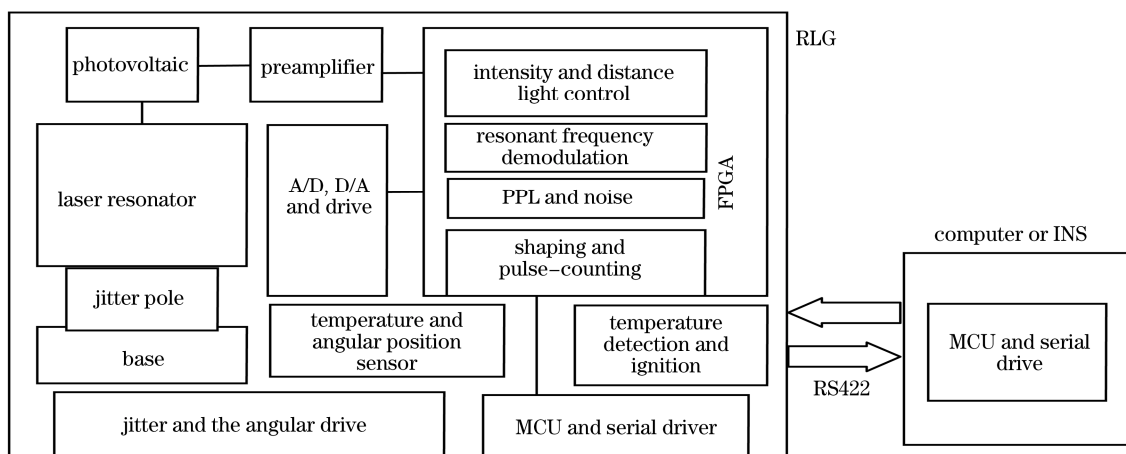 RLG
photovoltaic
preamplifier
intensity and distance
light control
resonant frequency
demodulation
PPL and noise
shaping and
pulse-counting
FPGA
laser resonator
A/D, D/A
and drive
jitter pole
base
temperature and
angular position
sensor
temperature
detection and
ignition
jitter and the angular drive
MCU and serial driver
RS422
computer or INS
MCU and serial
drive